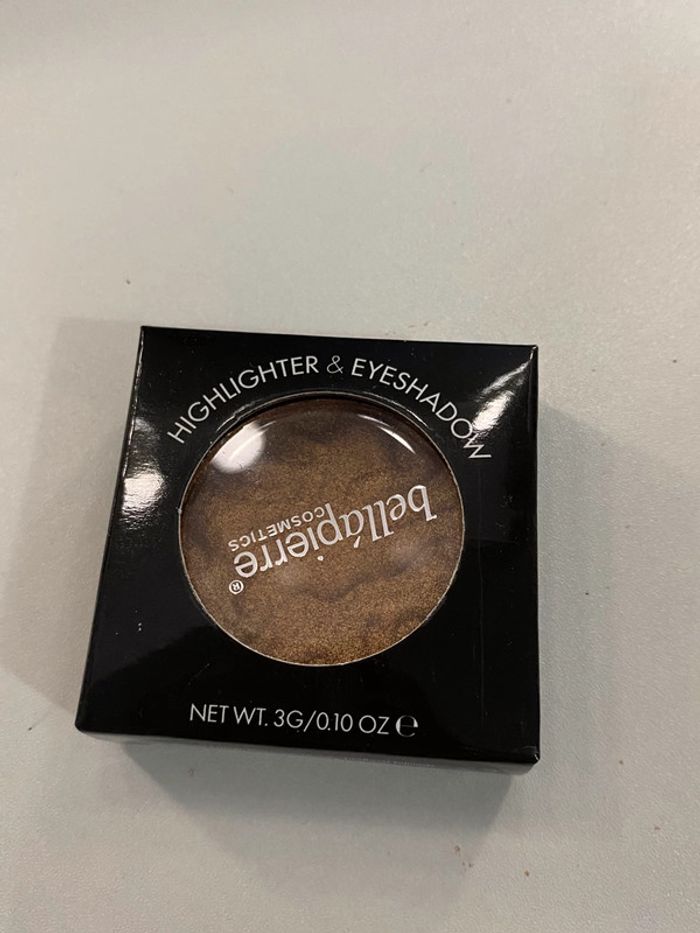 HIGHLIGHTER & EYESHADOW
bellápierre®
COSMETICS
NET WT. 3G/0.10 OZ ℮